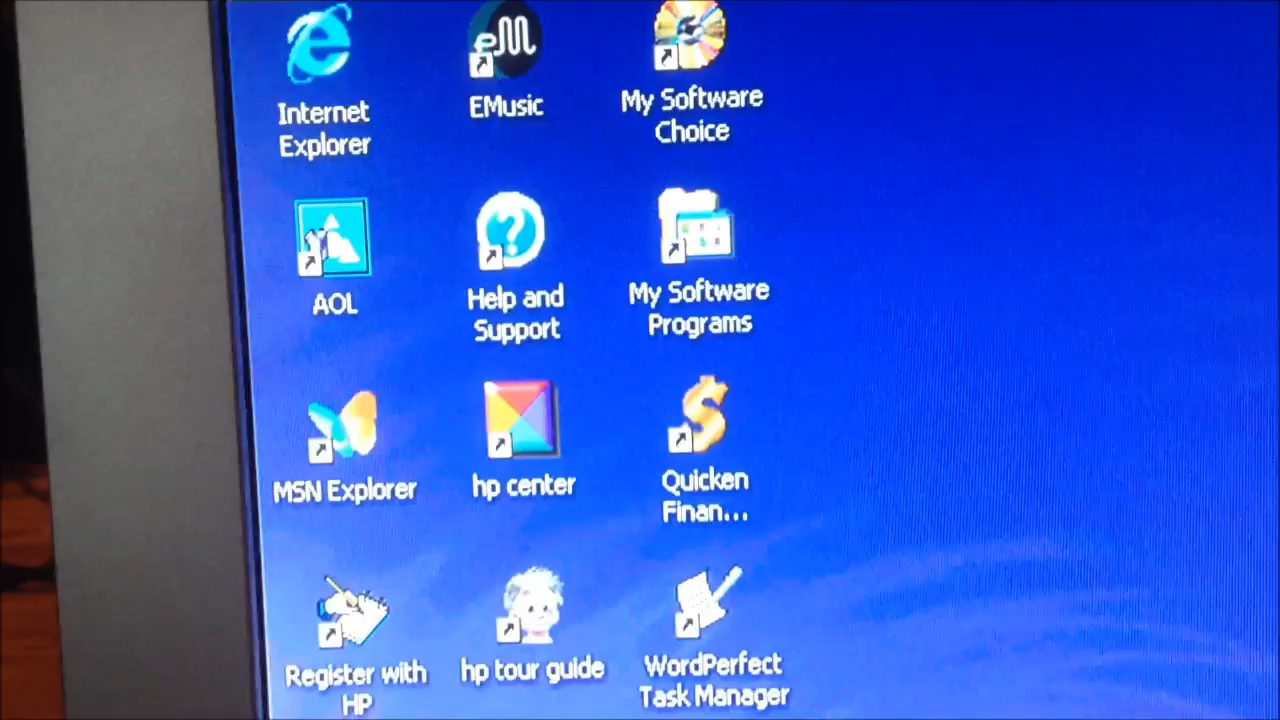 Internet
Explorer
eM
EMusic
My Software
Choice
AOL
Help and
Support
My Software
Programs
MSN Explorer
hp center
Quicken
Finan...
Register with
HP
hp tour guide
WordPerfect
Task Manager